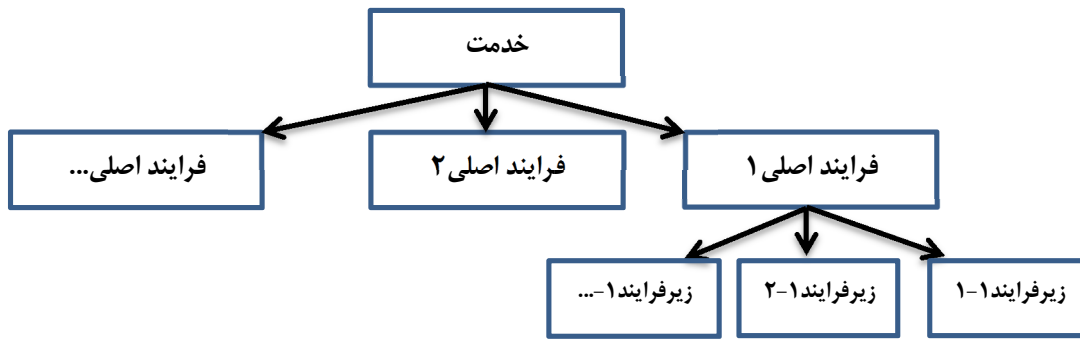 خدمت
فرایند اصلی۱
فرایند اصلی۲
فرایند اصلی...
زیرفرایند۱-۱
زیرفرایند۱-۲
زیرفرایند۱-...